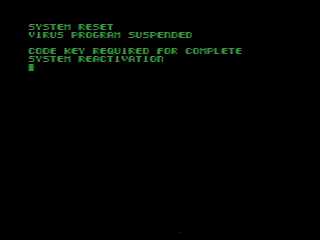 SYSTEM RESET
VIRUS PROGRAM SUSPENDED
CODE KEY REQUIRED FOR COMPLETE
SYSTEM REACTIVATION